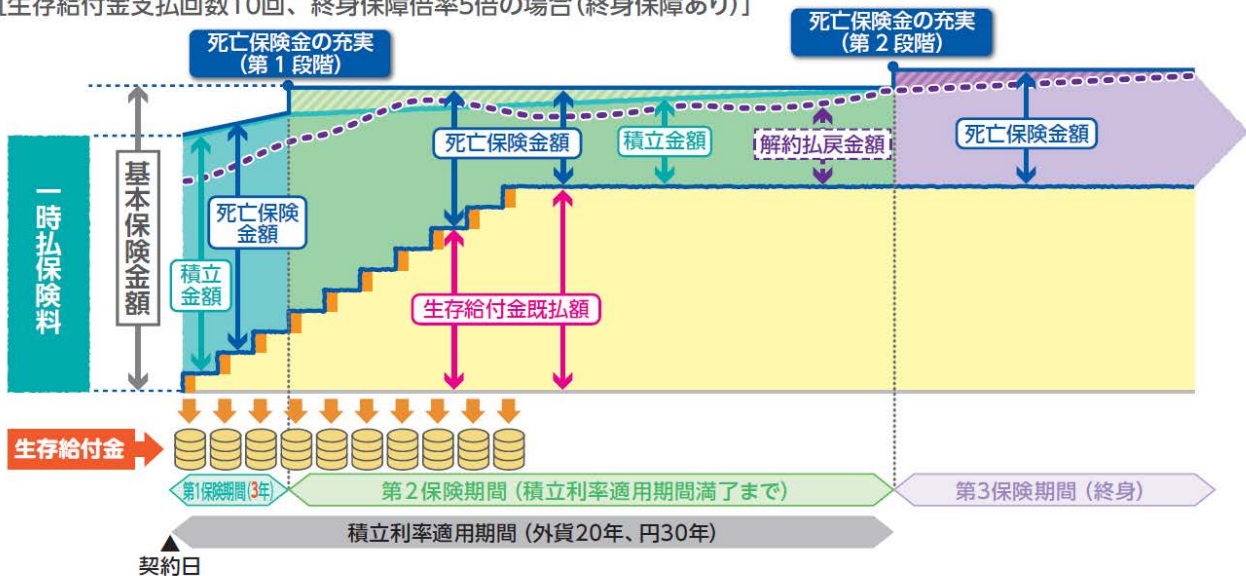 [生存給付金支払回数10回、終身保障倍率5倍の場合(終身保障あり)]
死亡保険金の充実
(第1段階)
死亡保険金の充実
(第2段階)
一時払保険料
基本保険金額
積立
金額
死亡保険
金額
死亡保険金額
積立金額
解約払戻金額
死亡保険金額
生存給付金既払額
生存給付金
第1保険期間(3年)
第2保険期間(積立利率適用期間満了まで)
第3保険期間(終身)
積立利率適用期間(外貨20年、円30年)
▲
契約日